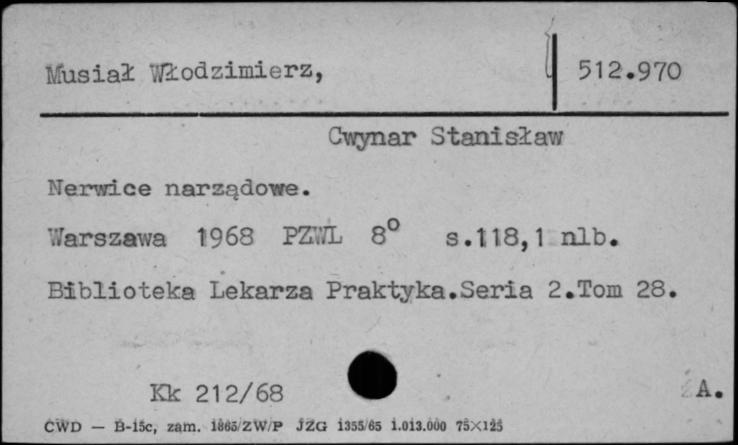 Musiał Włodzimierz,
512.970
Cwynar Stanisław
Nerwice narządowe.
Warszawa 1968 PZWL 8° s.118,1 nlb.
Biblioteka Lekarza Praktyka.Seria 2.Tom 28.
Kk 212/68
A.
CWD — B-15c, zam. 1865/ZW/P JZG 1355/65 1.013.000 75×125